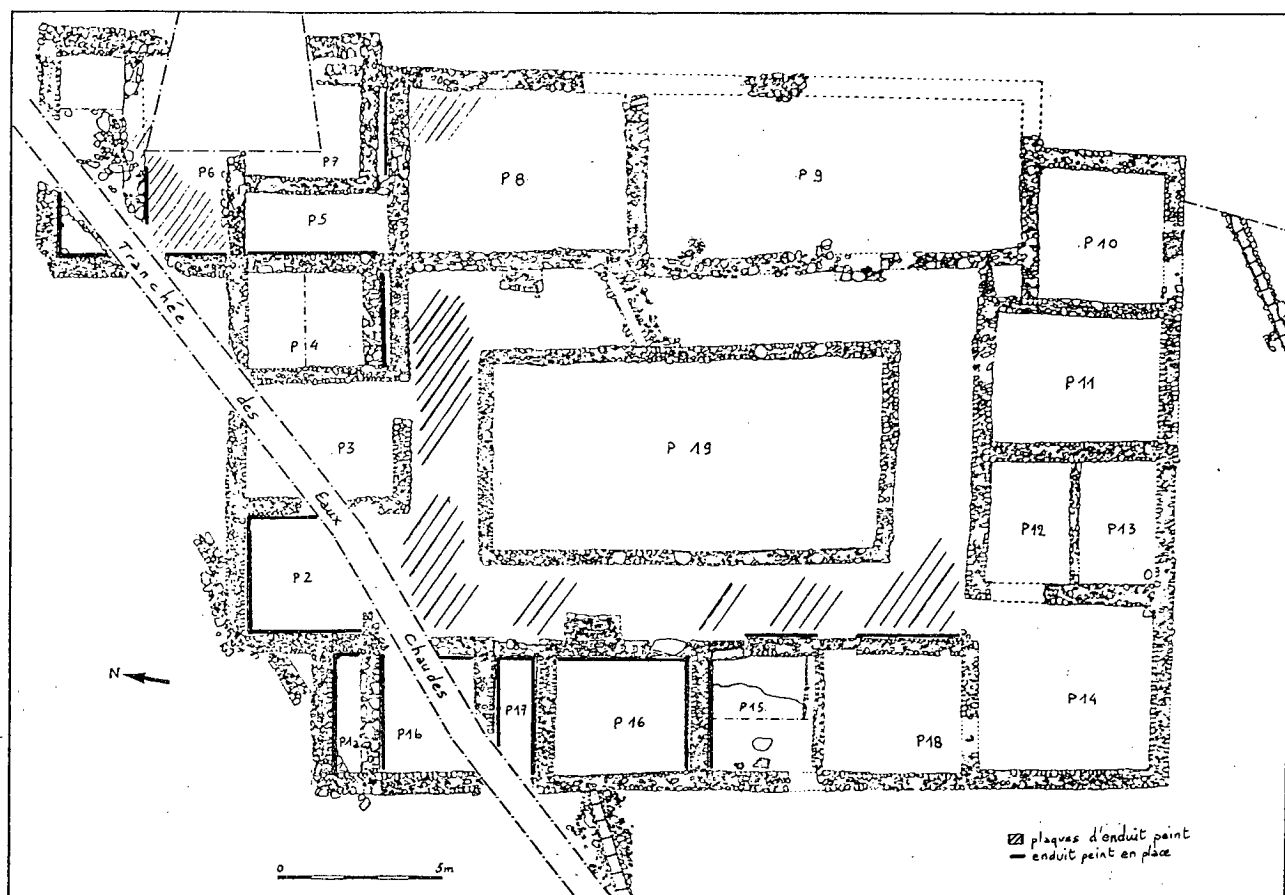 P6
P7
P8
P9
P5
P10
P4
P11
P3
P 19
P12
P13
P2
P1a
P1b
P17
P 16
P15
P18
P14
Tranchée des Eaux Chaudes
N
0 5m
plaques d'enduit peint
enduit peint en place